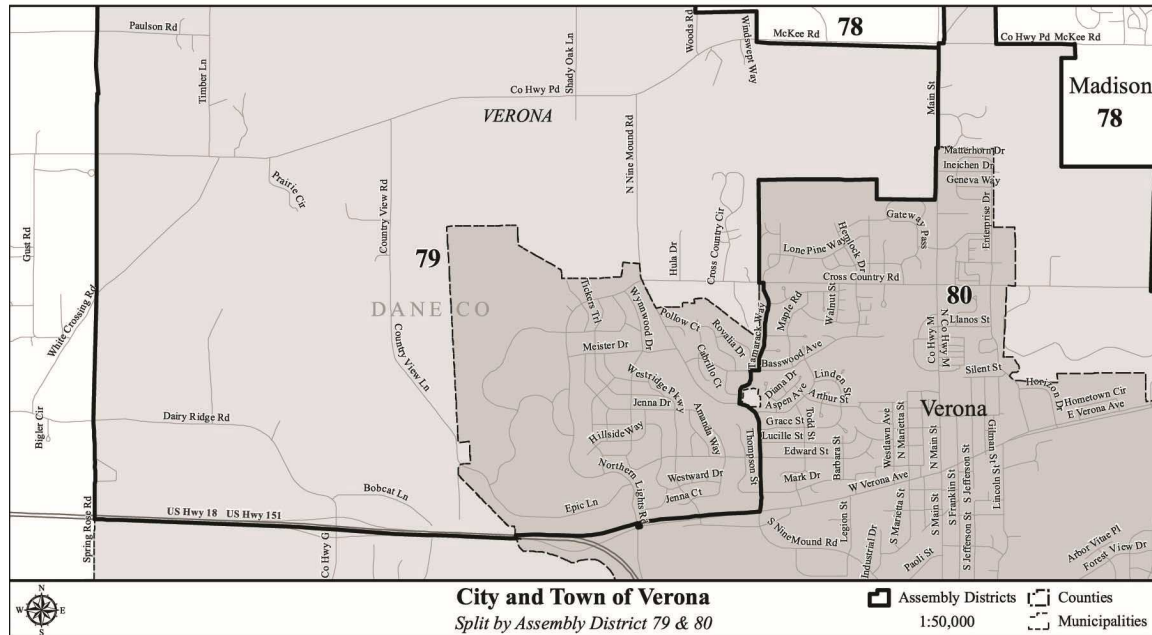 Paulson Rd
Timber Ln
Shady Oak Ln
Woods Rd
Windswept Way
McKee Rd
78
Co Hwy Pd McKee Rd
Co Hwy Pd
VERONA
Main St
Madison
78
Matterhorn Dr
Ineichen Dr
Geneva Way
Prairie Cir
Country View Rd
N Nine Mound Rd
Enterprise Dr
Gust Rd
79
Hula Dr
Cross Country Cir
Gateway Pass
Hemlock Dr
Lone Pine Way
Cross Country Rd
80
White Crossing Rd
DANE CO
Tickers Trl
Wynnwood Dr
Pollow Ct
Rovalia Dr
Tamarack Way
Maple Rd
Walnut St
Llanos St
Co Hwy M
N Co Hwy M
Country View Ln
Meister Dr
Cabrillo Ct
Basswood Ave
Silent St
Westridge Pkwy
Diana Dr
Linden St
Aspen Ave
Arthur St
Horizon Dr
Hometown Cir
E Verona Ave
Bigler Cir
Dairy Ridge Rd
Jenna Dr
Amanda Way
Grace St
Todd St
Verona
Hillside Way
Lucille St
Westlawn Ave
N Marietta St
N Main St
Gilman St
Thompson St
Edward St
Barbara St
Northern Lights Rd
Westward Dr
Mark Dr
W Verona Ave
S Jefferson St
Lincoln St
Bobcat Ln
Jenna Ct
Epic Ln
Legion St
S Marietta St
S Main St
S Franklin St
Spring Rose Rd
US Hwy 18 US Hwy 151
S Nine Mound Rd
S Jefferson St
Co Hwy G
Industrial Dr
Paoli St
Arbor Vitae Pl
Forest View Dr
N
W E
S
City and Town of Verona
Split by Assembly District 79 & 80
Assembly Districts
Counties
1:50,000
Municipalities